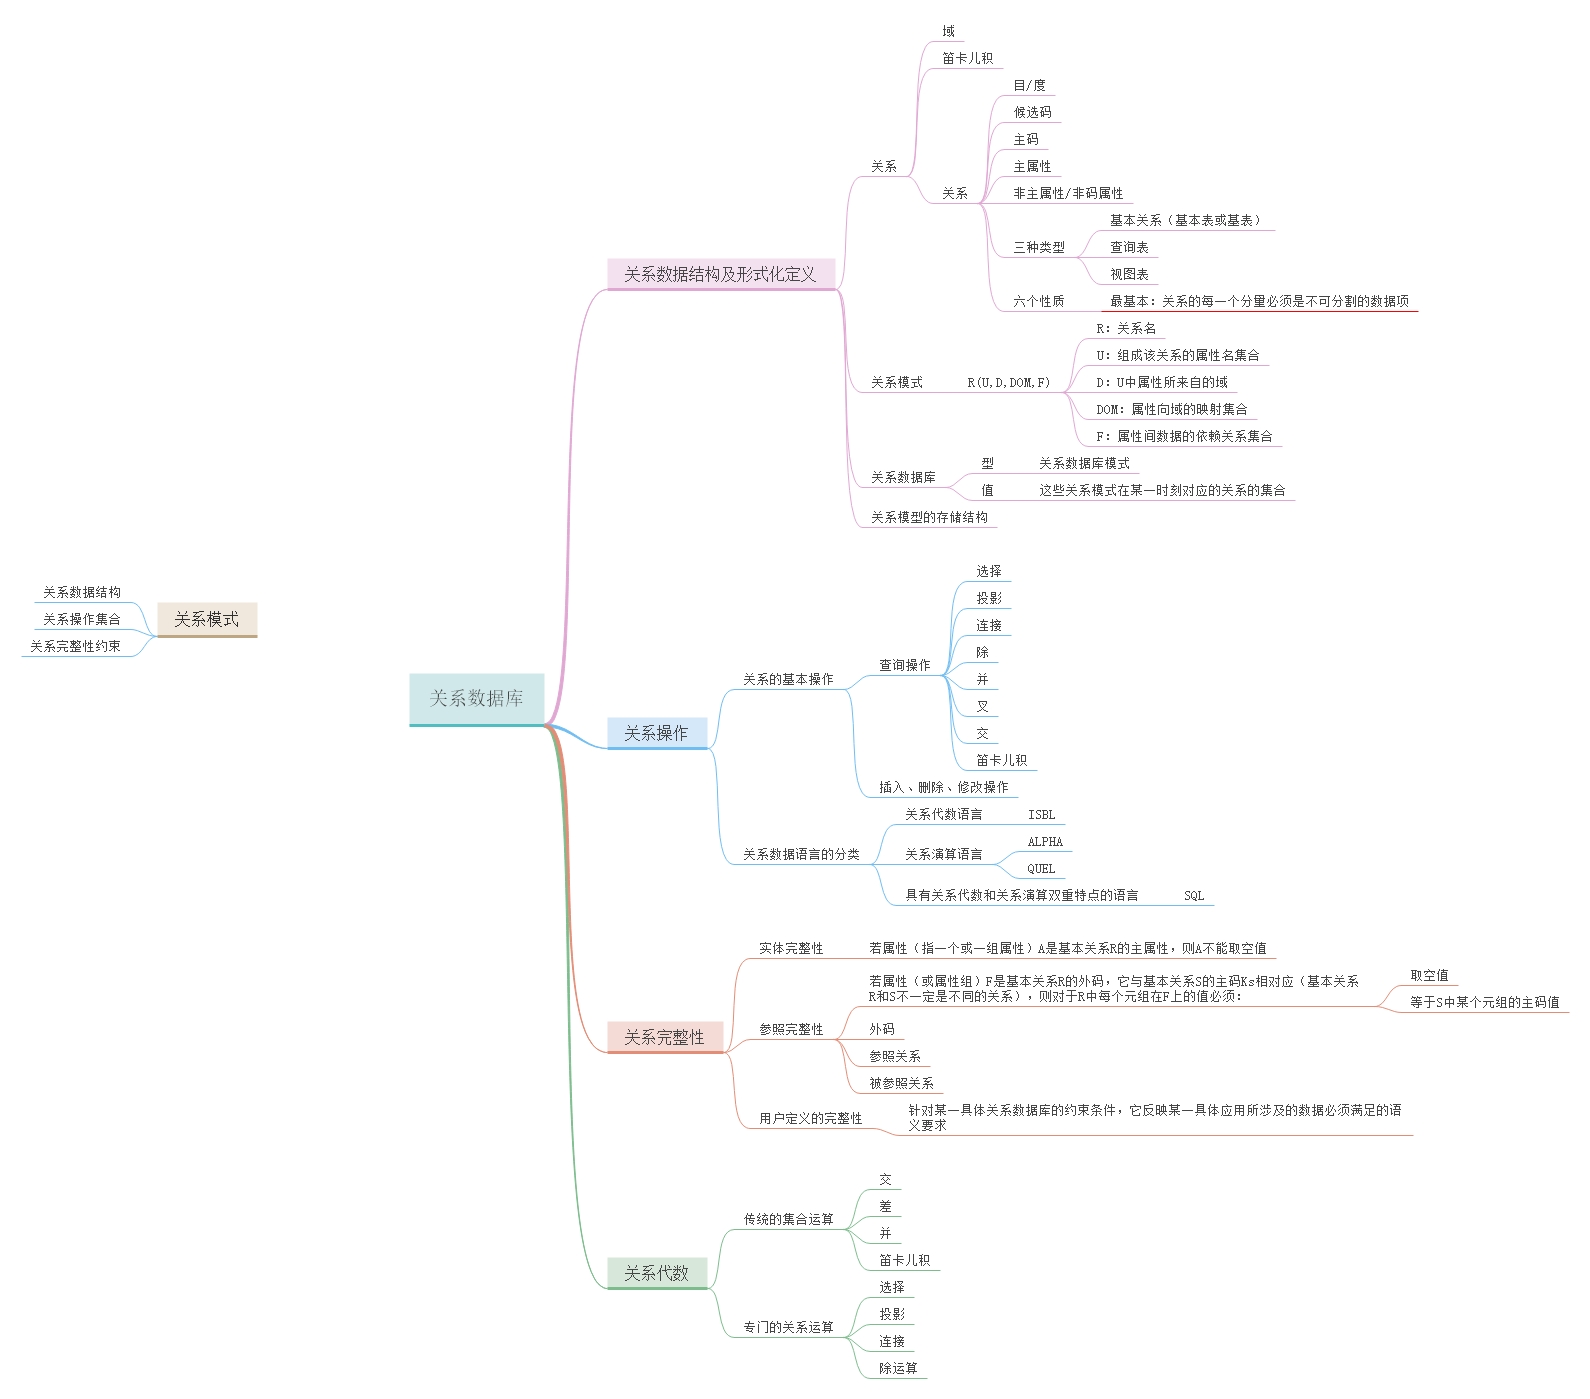 关系数据库
关系模式
关系数据结构
关系操作集合
关系完整性约束
关系数据结构及形式化定义
关系
域
笛卡儿积
关系
目/度
候选码
主码
主属性
非主属性/非码属性
三种类型
基本关系（基本表或基表）
查询表
视图表
六个性质
最基本：关系的每一个分量必须是不可分割的数据项
关系模式
R(U,D,DOM,F)
R：关系名
U：组成该关系的属性名集合
D：U中属性所来自的域
DOM：属性向域的映射集合
F：属性间数据的依赖关系集合
关系数据库
型
关系数据库模式
值
这些关系模式在某一时刻对应的关系的集合
关系模型的存储结构
关系操作
关系的基本操作
查询操作
选择
投影
连接
除
并
叉
交
笛卡儿积
插入、删除、修改操作
关系数据语言的分类
关系代数语言
ISBL
关系演算语言
ALPHA
QUEL
具有关系代数和关系演算双重特点的语言
SQL
关系完整性
实体完整性
若属性（指一个或一组属性）A是基本关系R的主属性，则A不能取空值
参照完整性
若属性（或属性组）F是基本关系R的外码，它与基本关系S的主码Ks相对应（基本关系
R和S不一定是不同的关系），则对于R中每个元组在F上的值必须：
取空值
等于S中某个元组的主码值
外码
参照关系
被参照关系
用户定义的完整性
针对某一具体关系数据库的约束条件，它反映某一具体应用所涉及的数据必须满足的语
义要求
关系代数
传统的集合运算
交
差
并
笛卡儿积
专门的关系运算
选择
投影
连接
除运算